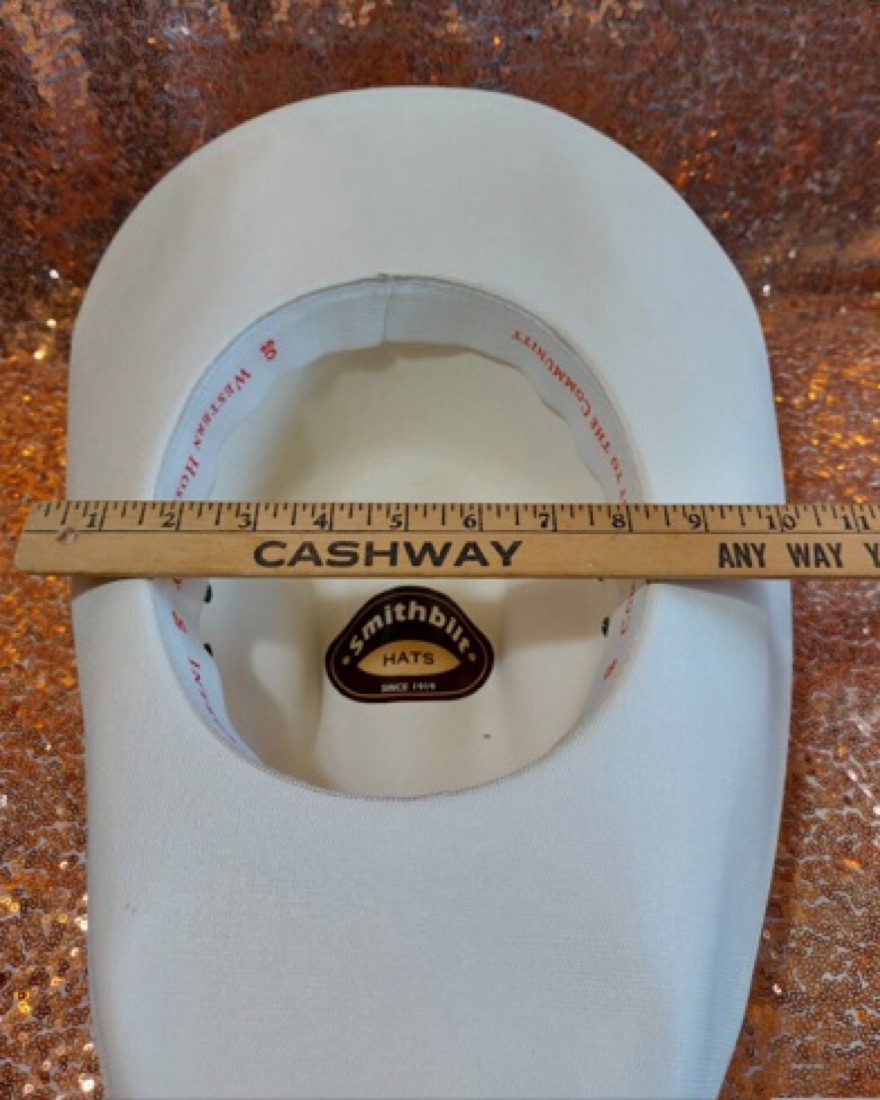 Western Hos
to the Community
1 2 3 4 5 6 7 8 9 10 11
CASHWAY ANY WAY Y
Smithbilt
HATS
SINCE 1919